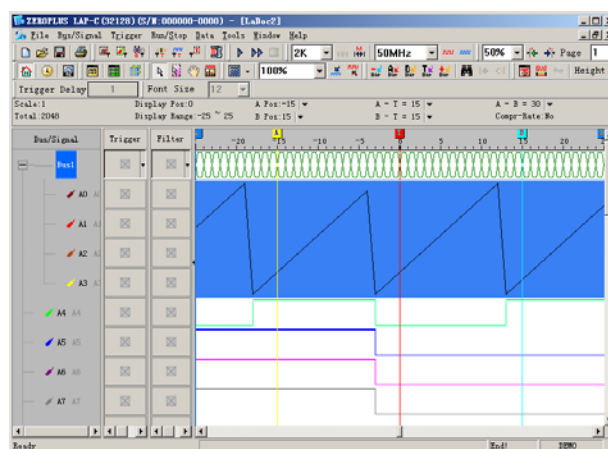 ZEROPLUS LAP-C(32128) (S/N:000000-0000) - [LaDoc2]
File Bus/Signal Trigger Run/Stop Data Tools Window Help
2K 50MHz 50% Page 1
100% Height
Trigger Delay 1 Font Size 12
Scale:1 Display Pos:0 A Pos:-15 A - T = 15 A - B = 30
Total:2048 Display Range:-25 ~ 25 B Pos:15 B - T = 15 Compr-Rate:No
Bus/Signal Trigger Filter -20 -15 -10 -5 0 5 10 15 20
Bus1
A0 A0
A1
A2
A3
A4 A4
A5 A5
A6 A6
A7 A7
Ready End! DEMO